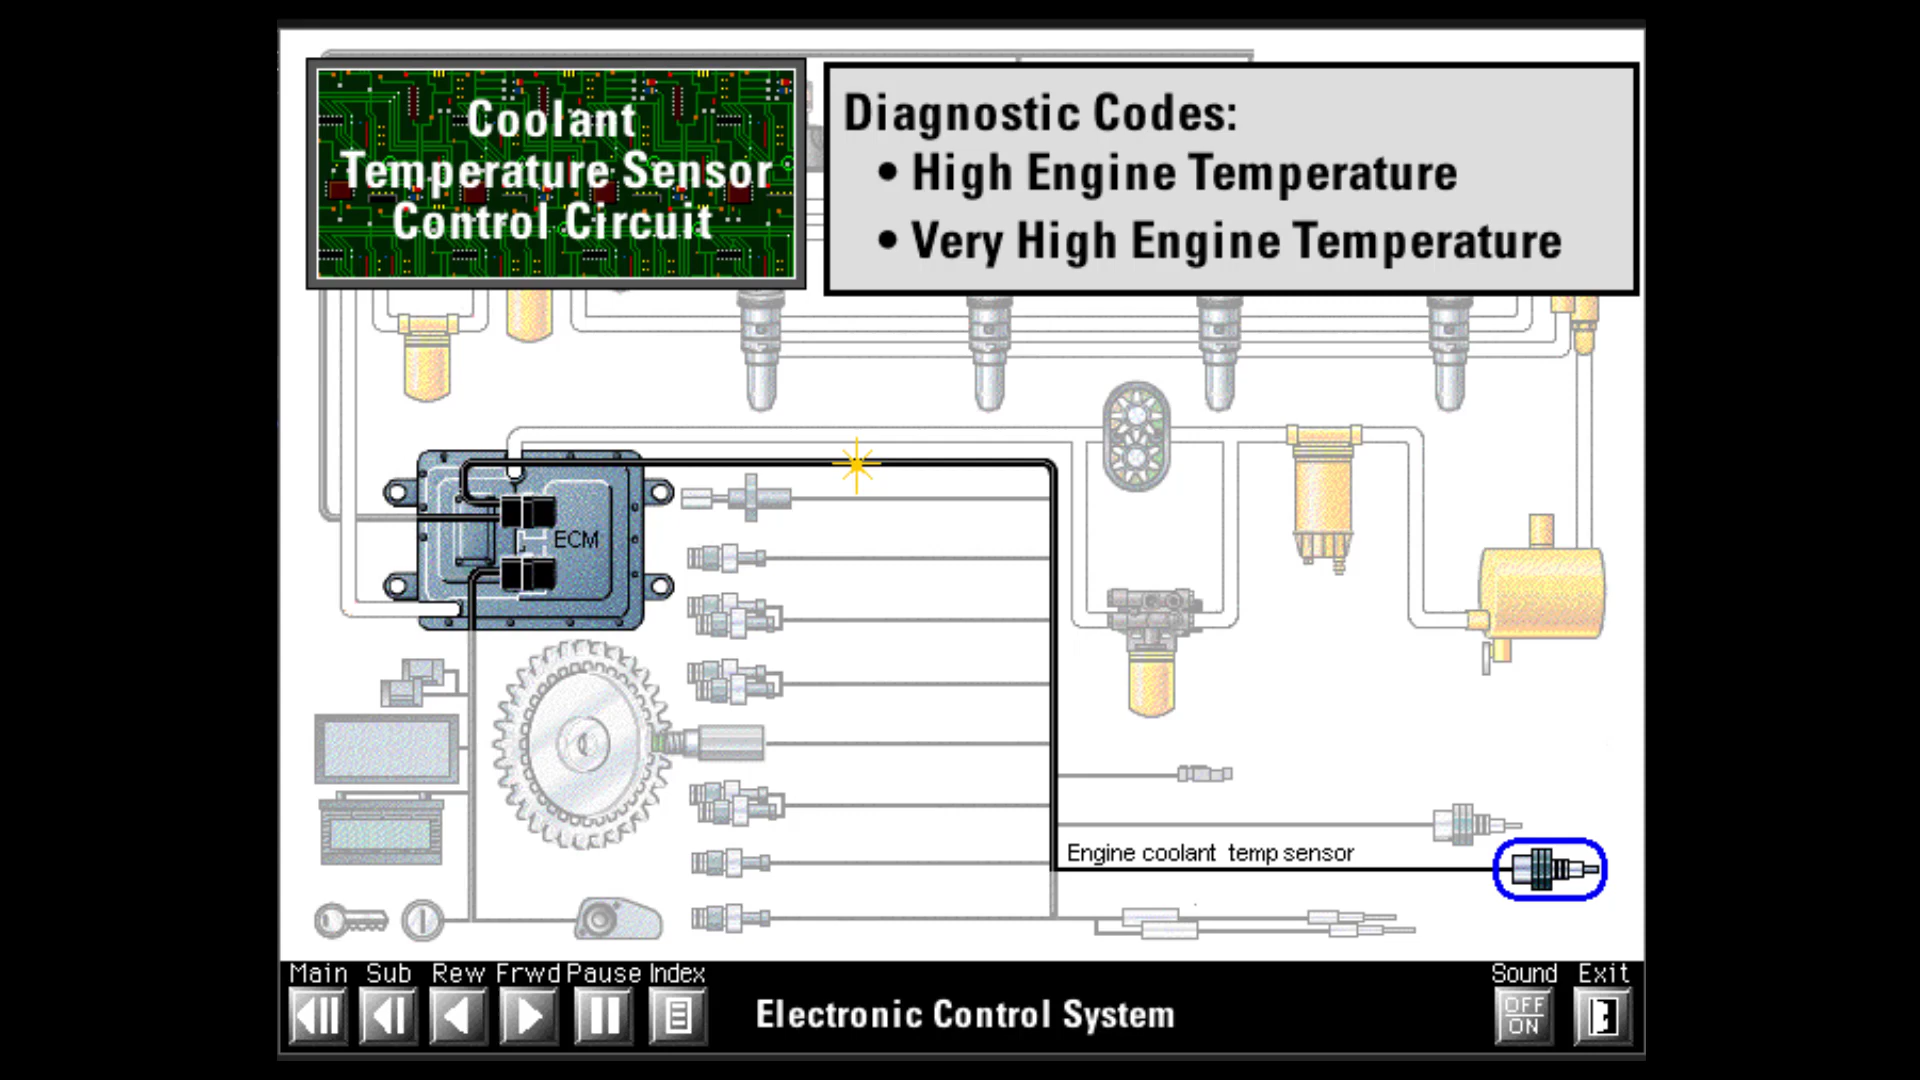 Coolant
Temperature Sensor
Control Circuit
Diagnostic Codes:
• High Engine Temperature
• Very High Engine Temperature
ECM
Engine coolant temp sensor
Main Sub Rew Frwd Pause Index
Sound Exit
OFF
ON
Electronic Control System